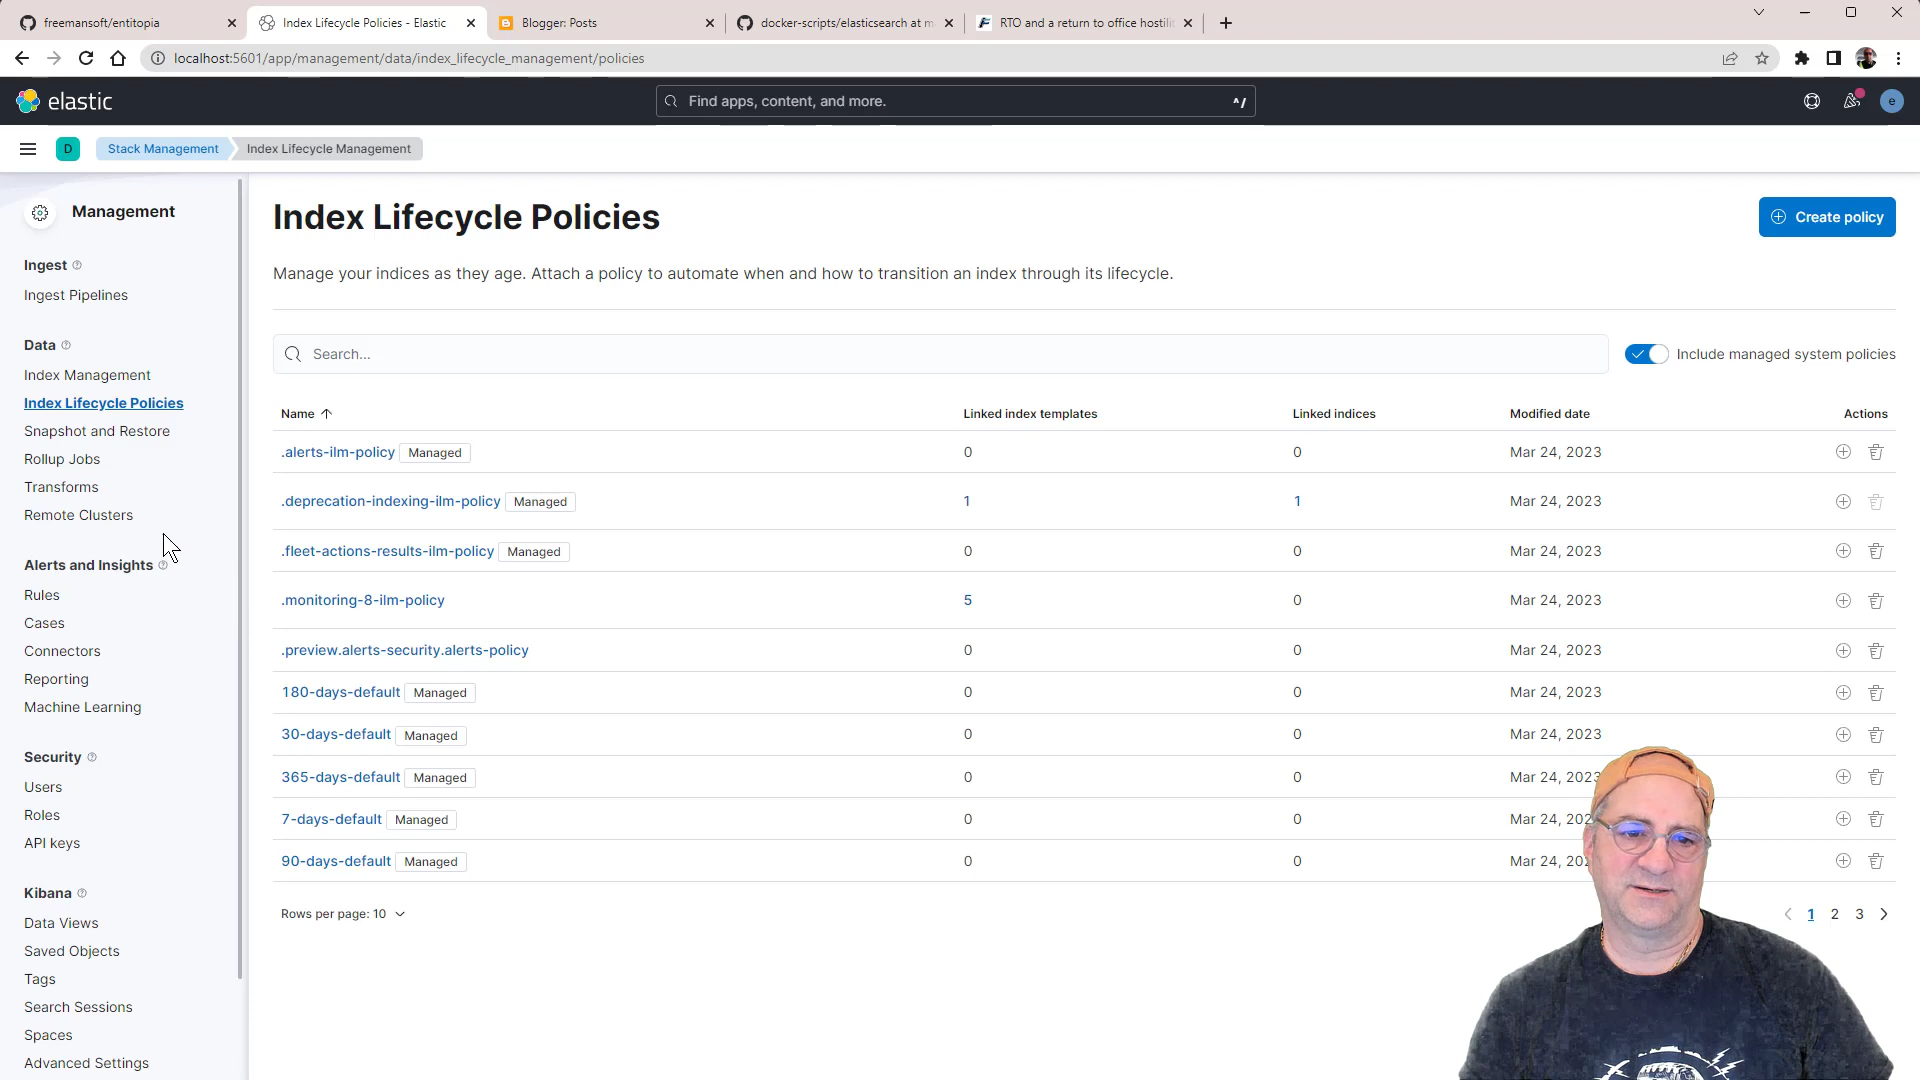 freemansoft/entitopia
Index Lifecycle Policies - Elastic
Blogger: Posts
docker-scripts/elasticsearch at m
RTO and a return to office hostili
localhost:5601/app/management/data/index_lifecycle_management/policies
elastic
Find apps, content, and more.
^/
e
D
Stack Management
Index Lifecycle Management
Management
Ingest
Ingest Pipelines
Data
Index Management
Index Lifecycle Policies
Snapshot and Restore
Rollup Jobs
Transforms
Remote Clusters
Alerts and Insights
Rules
Cases
Connectors
Reporting
Machine Learning
Security
Users
Roles
API keys
Kibana
Data Views
Saved Objects
Tags
Search Sessions
Spaces
Advanced Settings
Index Lifecycle Policies
Create policy
Manage your indices as they age. Attach a policy to automate when and how to transition an index through its lifecycle.
Search...
Include managed system policies
Name Linked index templates Linked indices Modified date Actions
.alerts-ilm-policy Managed 0 0 Mar 24, 2023
.deprecation-indexing-ilm-policy Managed 1 1 Mar 24, 2023
.fleet-actions-results-ilm-policy Managed 0 0 Mar 24, 2023
.monitoring-8-ilm-policy 5 0 Mar 24, 2023
.preview.alerts-security.alerts-policy 0 0 Mar 24, 2023
180-days-default Managed 0 0 Mar 24, 2023
30-days-default Managed 0 0 Mar 24, 2023
365-days-default Managed 0 0 Mar 24, 2023
7-days-default Managed 0 0 Mar 24, 202
90-days-default Managed 0 0 Mar 24, 20
Rows per page: 10
1 2 3